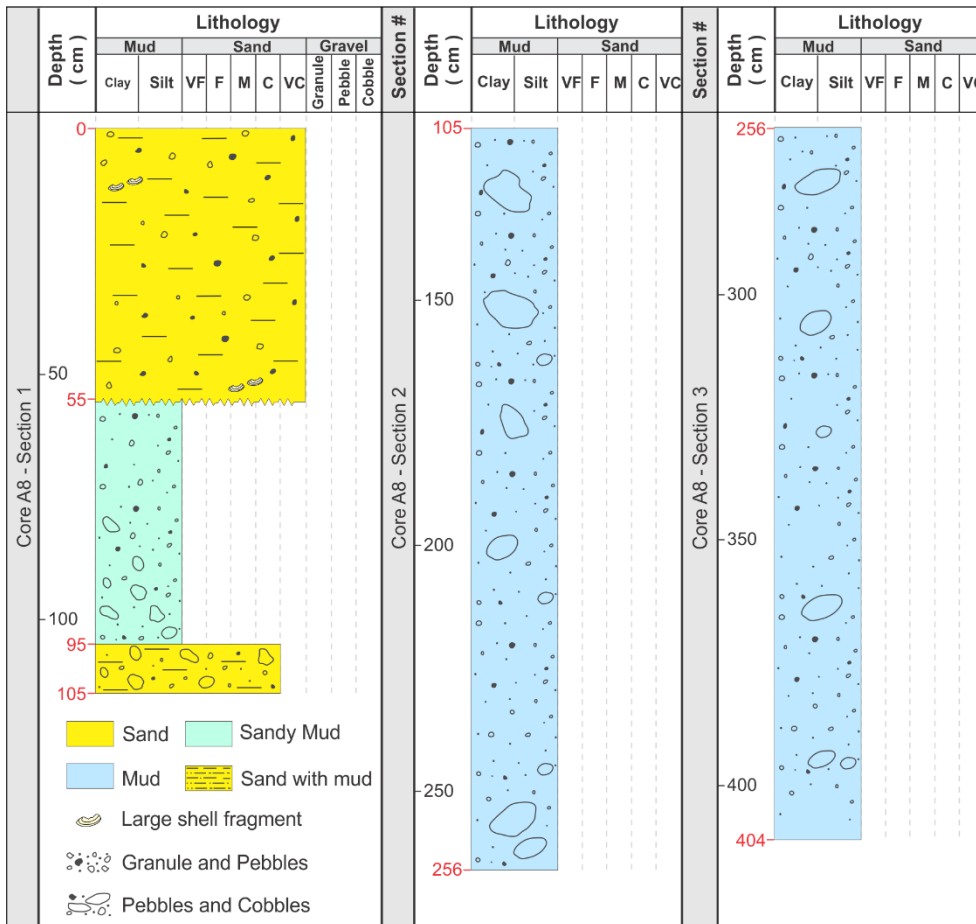 Core A8 - Section 1
Depth
( cm )
Lithology
Mud
Sand
Gravel
Clay
Silt
VF
F
M
C
VC
Granule
Pebble
Cobble
0
50
55
100
95
105
Sand
Sandy Mud
Mud
Sand with mud
Large shell fragment
Granule and Pebbles
Pebbles and Cobbles
Section #
Core A8 - Section 2
Depth
( cm )
Lithology
Mud
Sand
Clay
Silt
VF
F
M
C
VC
105
150
200
250
256
Section #
Core A8 - Section 3
Depth
( cm )
Lithology
Mud
Sand
Clay
Silt
VF
F
M
C
VC
256
300
350
400
404